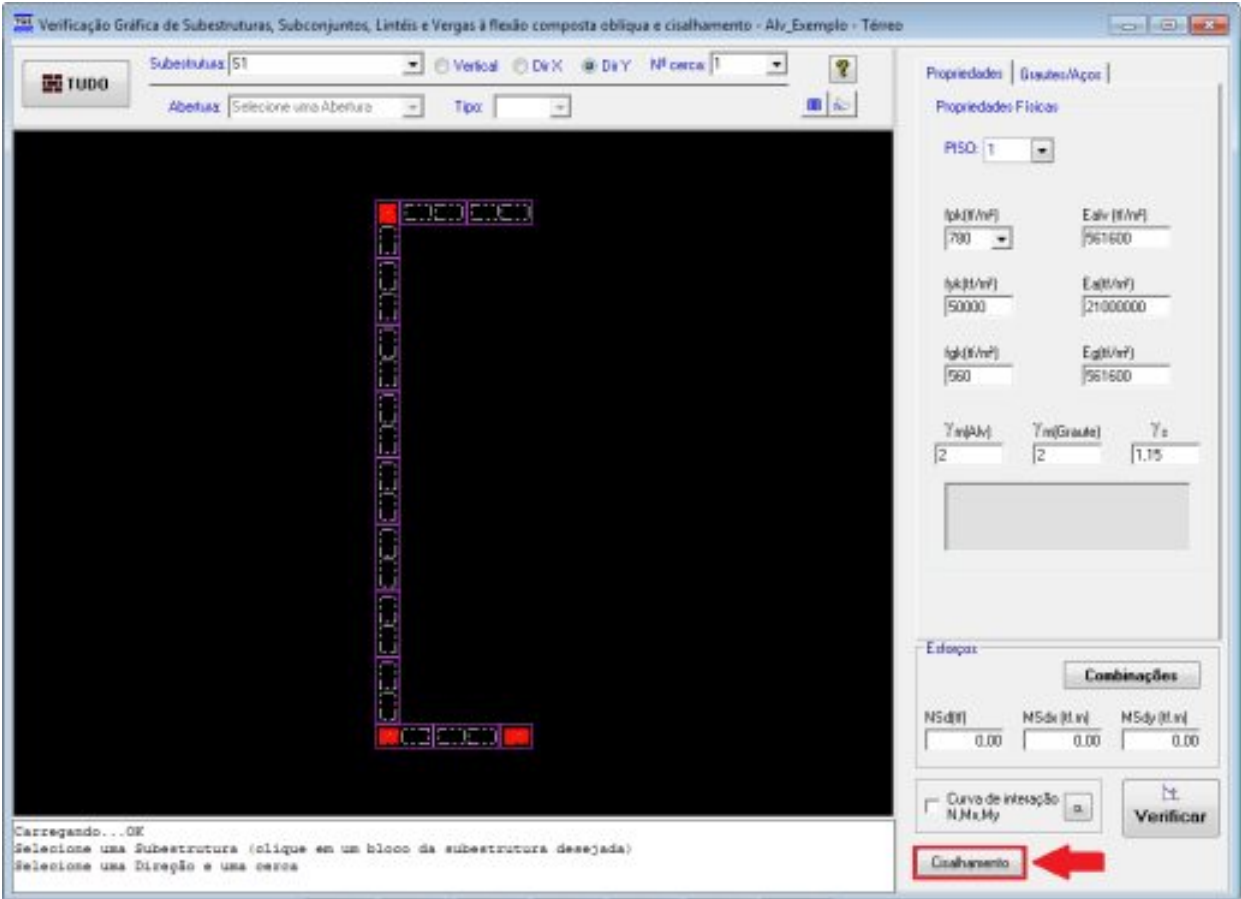 Verificação Gráfica de Subestruturas, Subconjuntos, Lintéis e Vergas à flexão composta oblíqua e cisalhamento - Alv_Exemplo - Térreo
TUDO
Subestrutura: S1
Vertical
Dir X
Dir Y
Nº cerca: 1
?
Abertura: Selecione uma Abertura
Tipo:
Propriedades
Grautes/Aços
Propriedades Físicas
PISO: 1
fpk(tf/m²)
Ealv (tf/m²)
780
561600
fyk(tf/m²)
Ea(tf/m²)
50000
21000000
fgk(tf/m²)
Eg(tf/m²)
560
561600
γm(Alv)
γm(Graute)
γs
2
2
1.15
Esforços
Combinações
NSd(tf)
MSdx (tf.m)
MSdy (tf.m)
0.00
0.00
0.00
Curva de interação
N,Mx,My
α
Verificar
Cisalhamento
Carregando...OK
Selecione uma Subestrutura (clique em um bloco da subestrutura desejada)
Selecione uma Direção e uma cerca